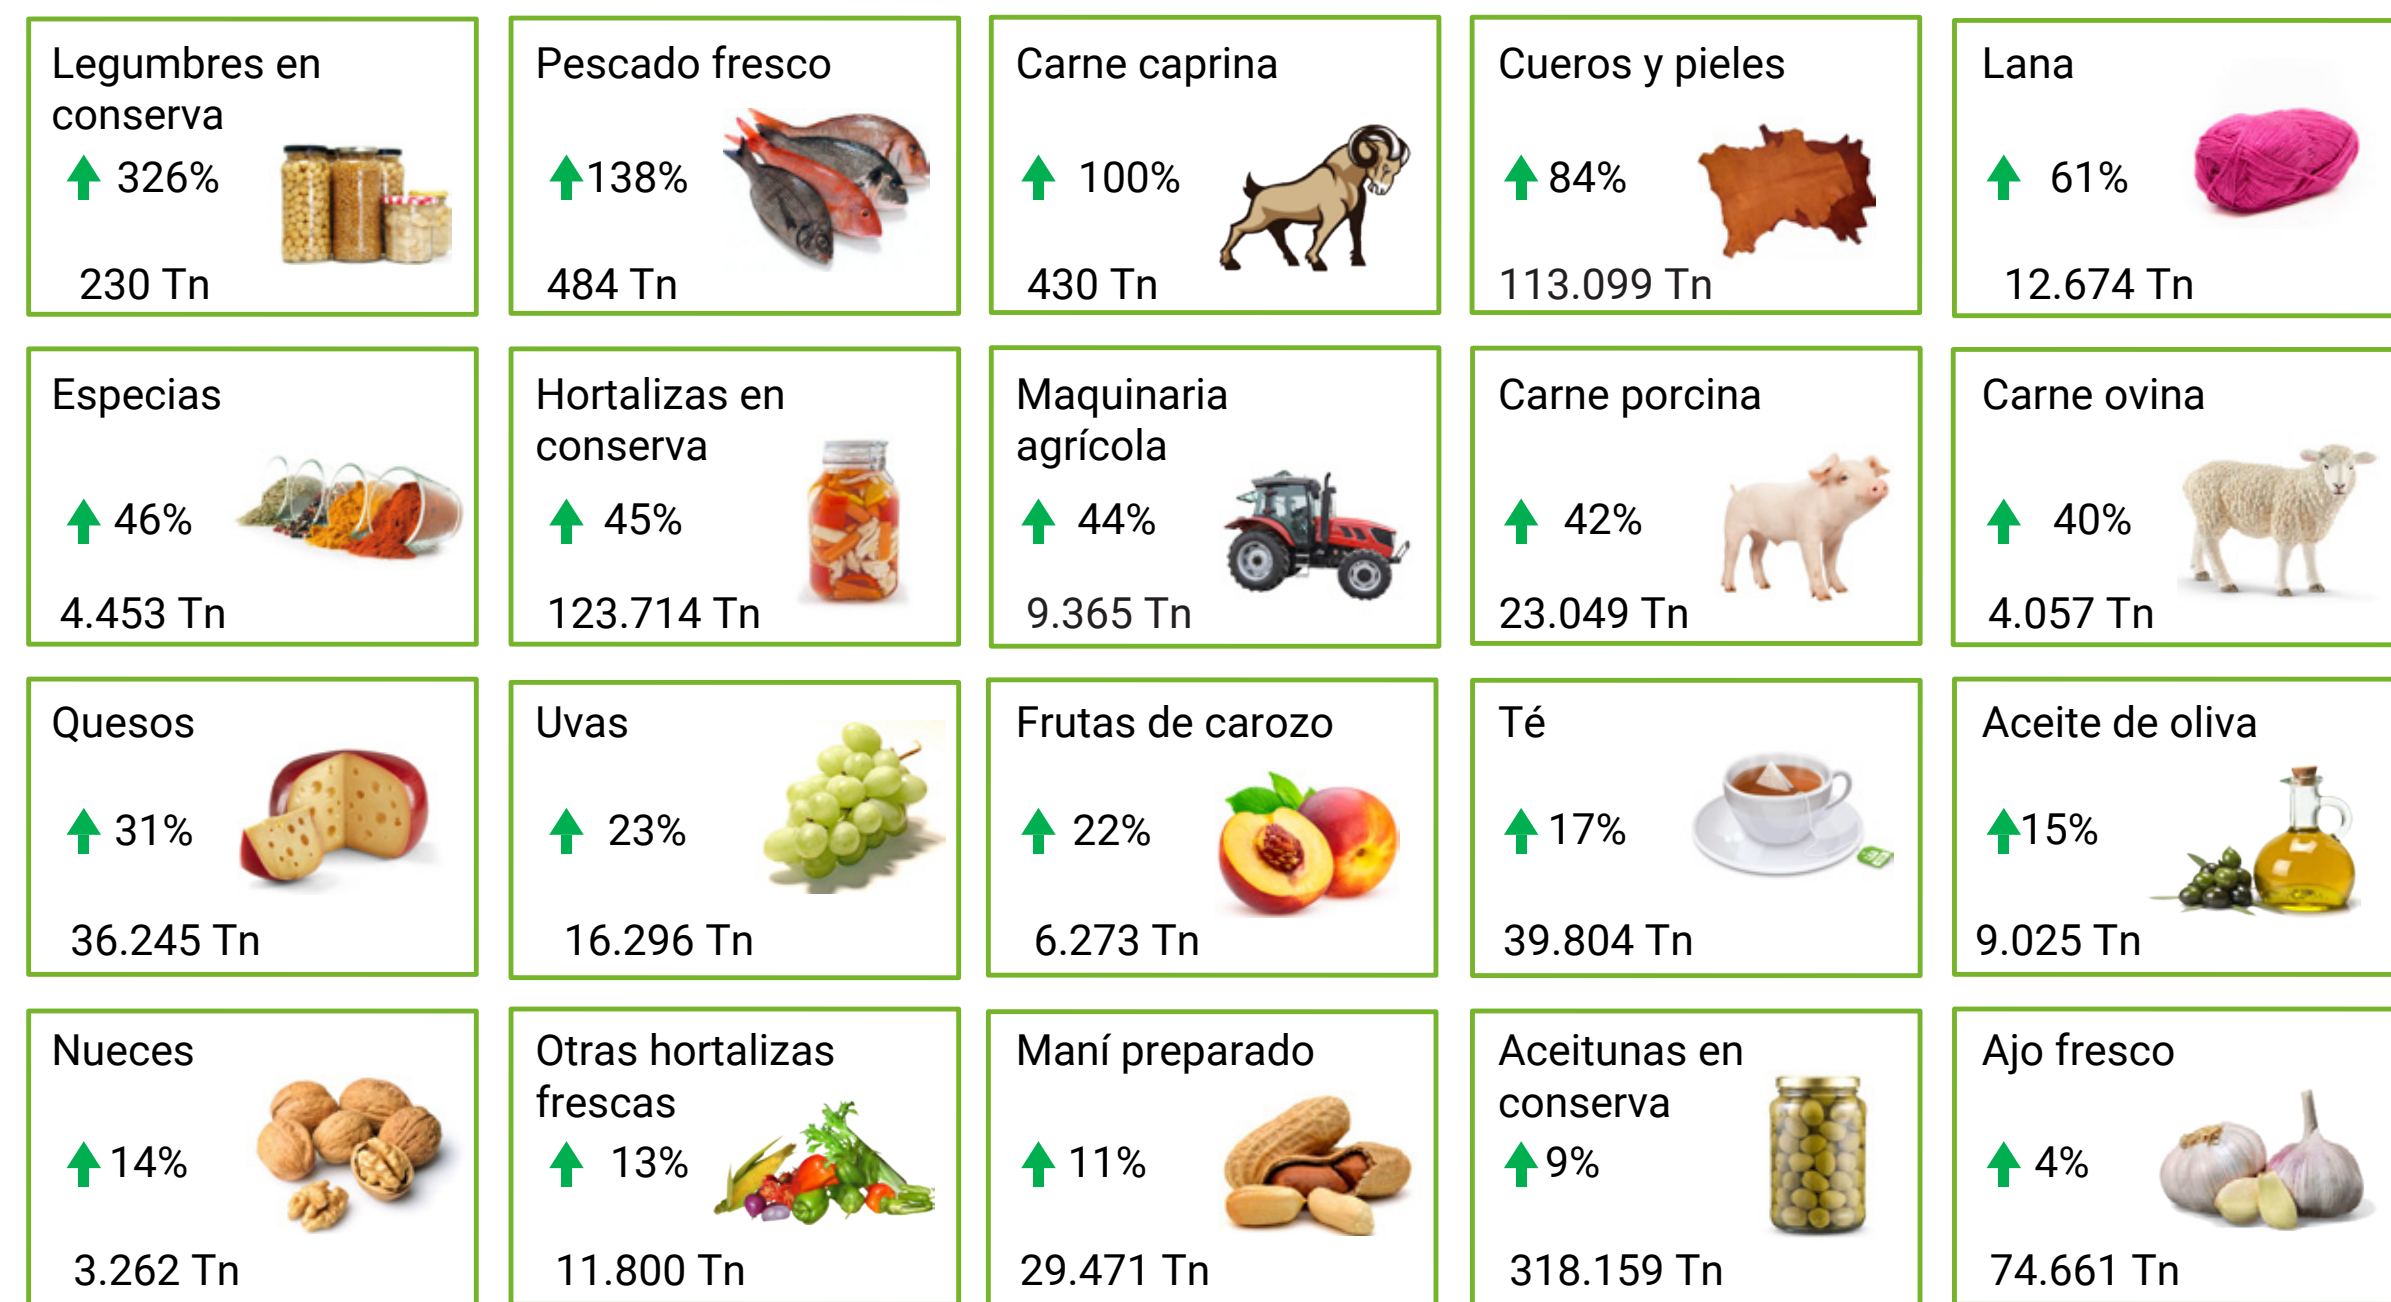 Legumbres en
conserva
326%
230 Tn
Pescado fresco
138%
484 Tn
Carne caprina
100%
430 Tn
Cueros y pieles
84%
113.099 Tn
Lana
61%
12.674 Tn
Especias
46%
4.453 Tn
Hortalizas en
conserva
45%
123.714 Tn
Maquinaria
agrícola
44%
9.365 Tn
Carne porcina
42%
23.049 Tn
Carne ovina
40%
4.057 Tn
Quesos
31%
36.245 Tn
Uvas
23%
16.296 Tn
Frutas de carozo
22%
6.273 Tn
Té
17%
39.804 Tn
Aceite de oliva
15%
9.025 Tn
Nueces
14%
3.262 Tn
Otras hortalizas
frescas
13%
11.800 Tn
Maní preparado
11%
29.471 Tn
Aceitunas en
conserva
9%
318.159 Tn
Ajo fresco
4%
74.661 Tn